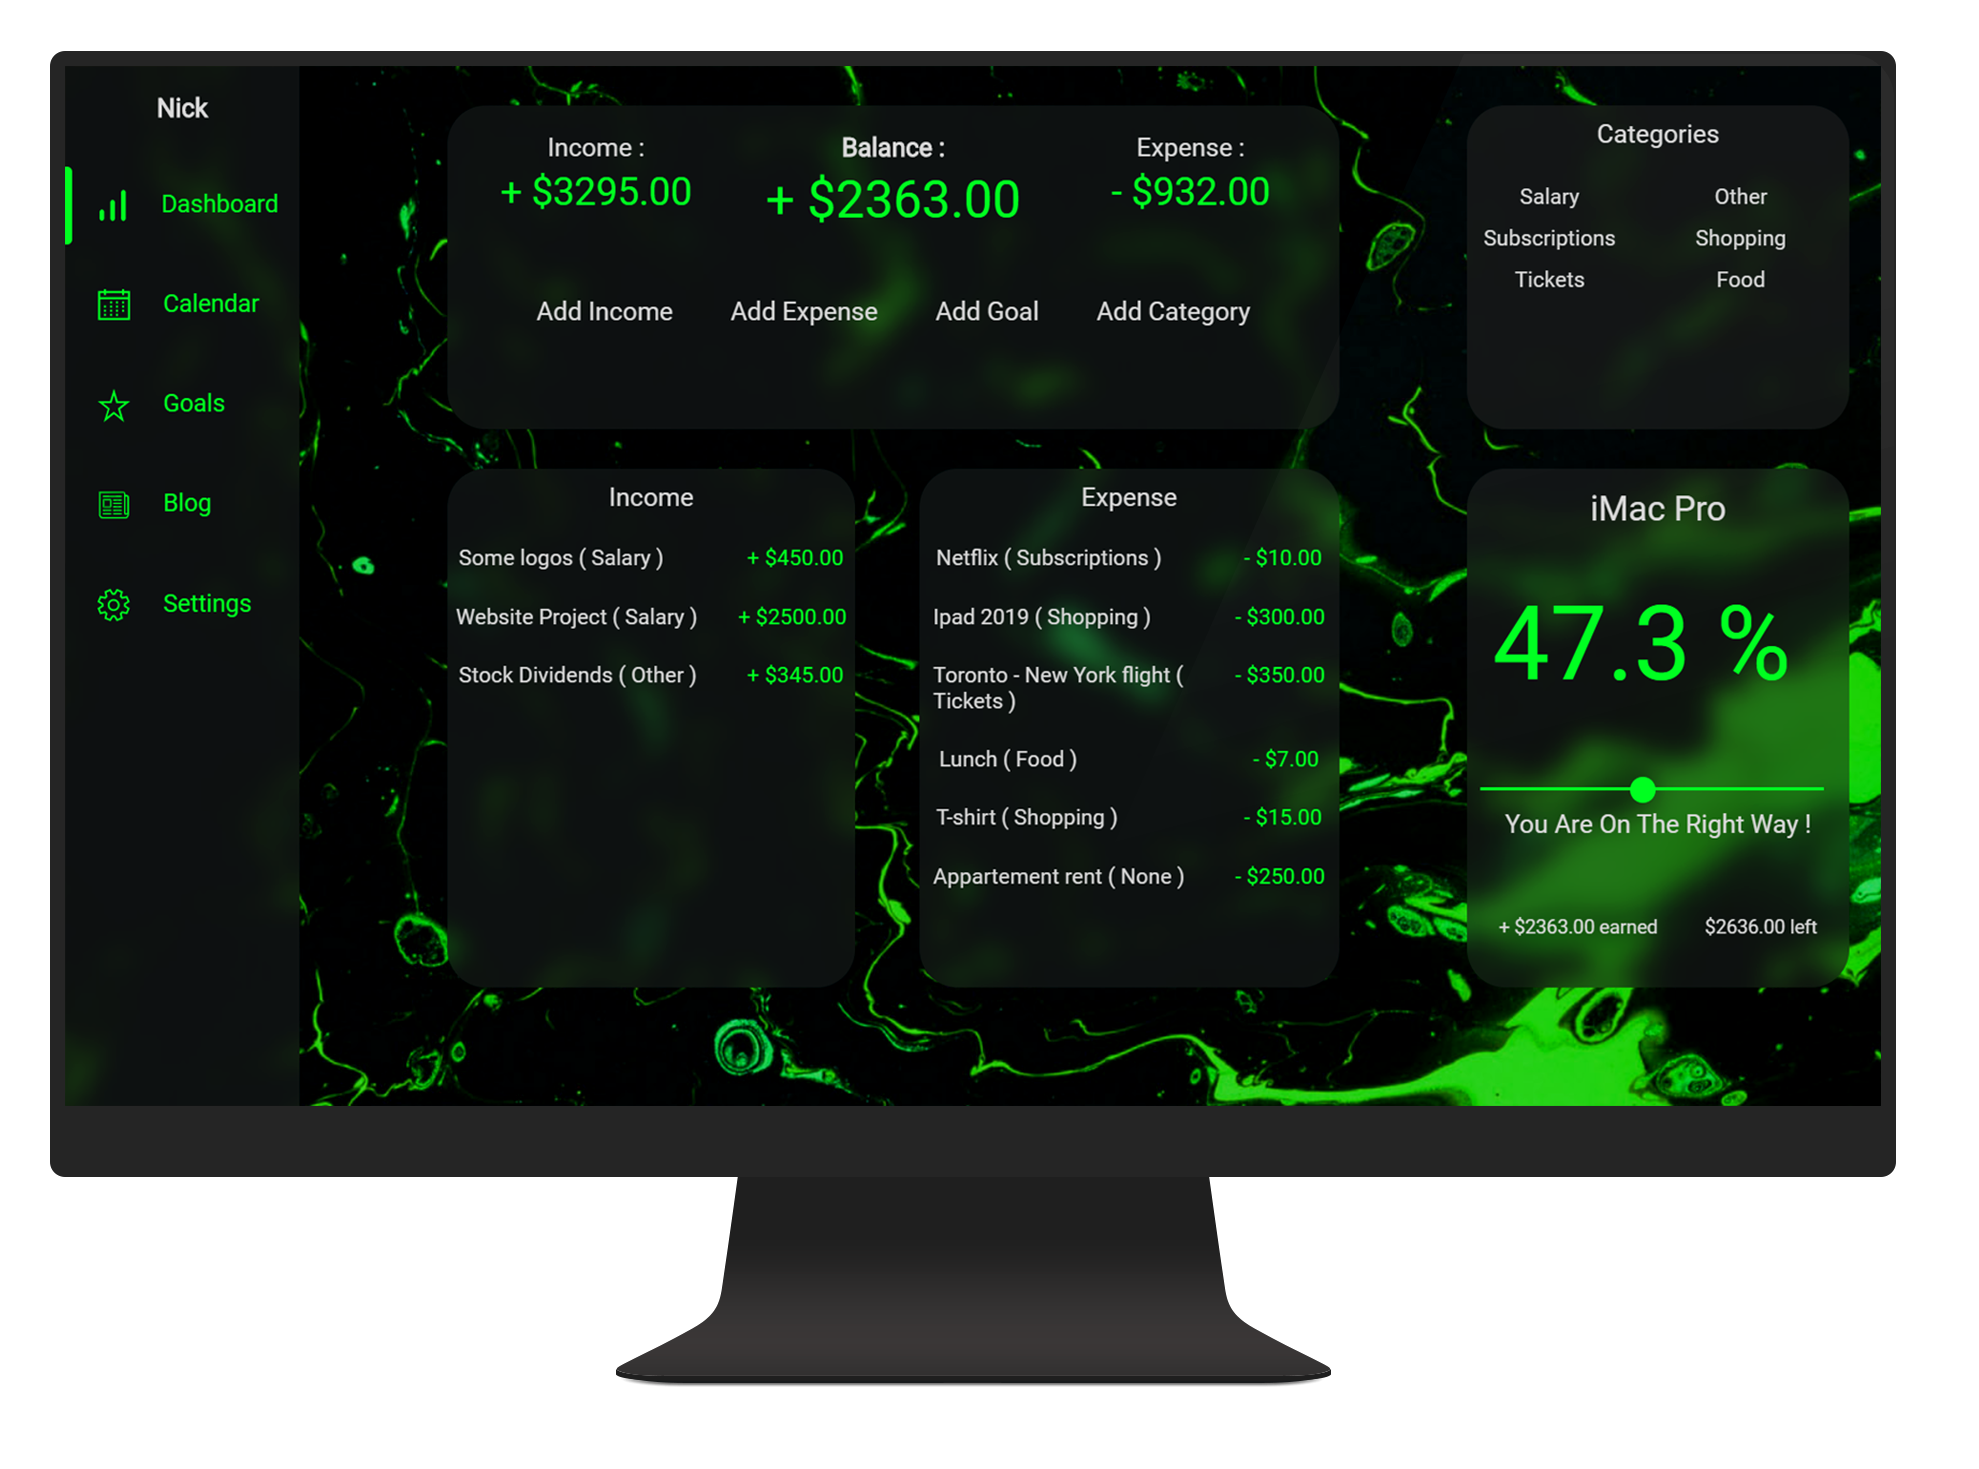 Nick
Dashboard
Calendar
Goals
Blog
Settings
Income :
+ $3295.00
Balance :
+ $2363.00
Expense :
- $932.00
Add Income
Add Expense
Add Goal
Add Category
Categories
Salary Other
Subscriptions Shopping
Tickets Food
Income
Some logos ( Salary ) + $450.00
Website Project ( Salary ) + $2500.00
Stock Dividends ( Other ) + $345.00
Expense
Netflix ( Subscriptions ) - $10.00
Ipad 2019 ( Shopping ) - $300.00
Toronto - New York flight ( - $350.00
Tickets )
Lunch ( Food ) - $7.00
T-shirt ( Shopping ) - $15.00
Appartement rent ( None ) - $250.00
iMac Pro
47.3 %
You Are On The Right Way !
+ $2363.00 earned $2636.00 left